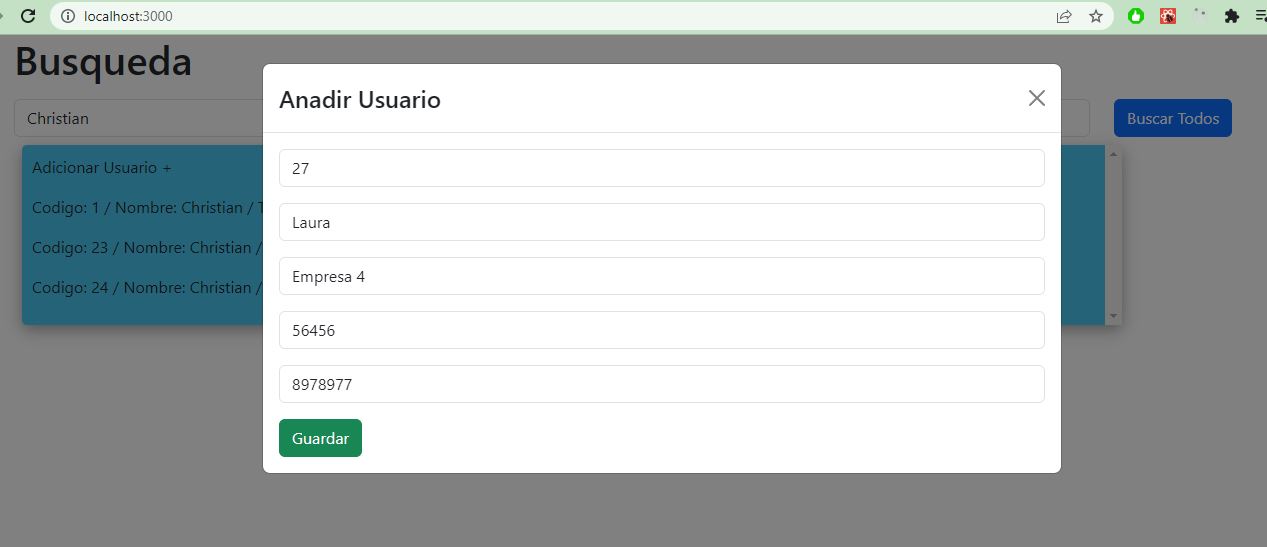 localhost:3000
Busqueda
Christian
Buscar Todos
Adicionar Usuario +
Codigo: 1 / Nombre: Christian / T
Codigo: 23 / Nombre: Christian /
Codigo: 24 / Nombre: Christian /
Anadir Usuario
27
Laura
Empresa 4
56456
8978977
Guardar